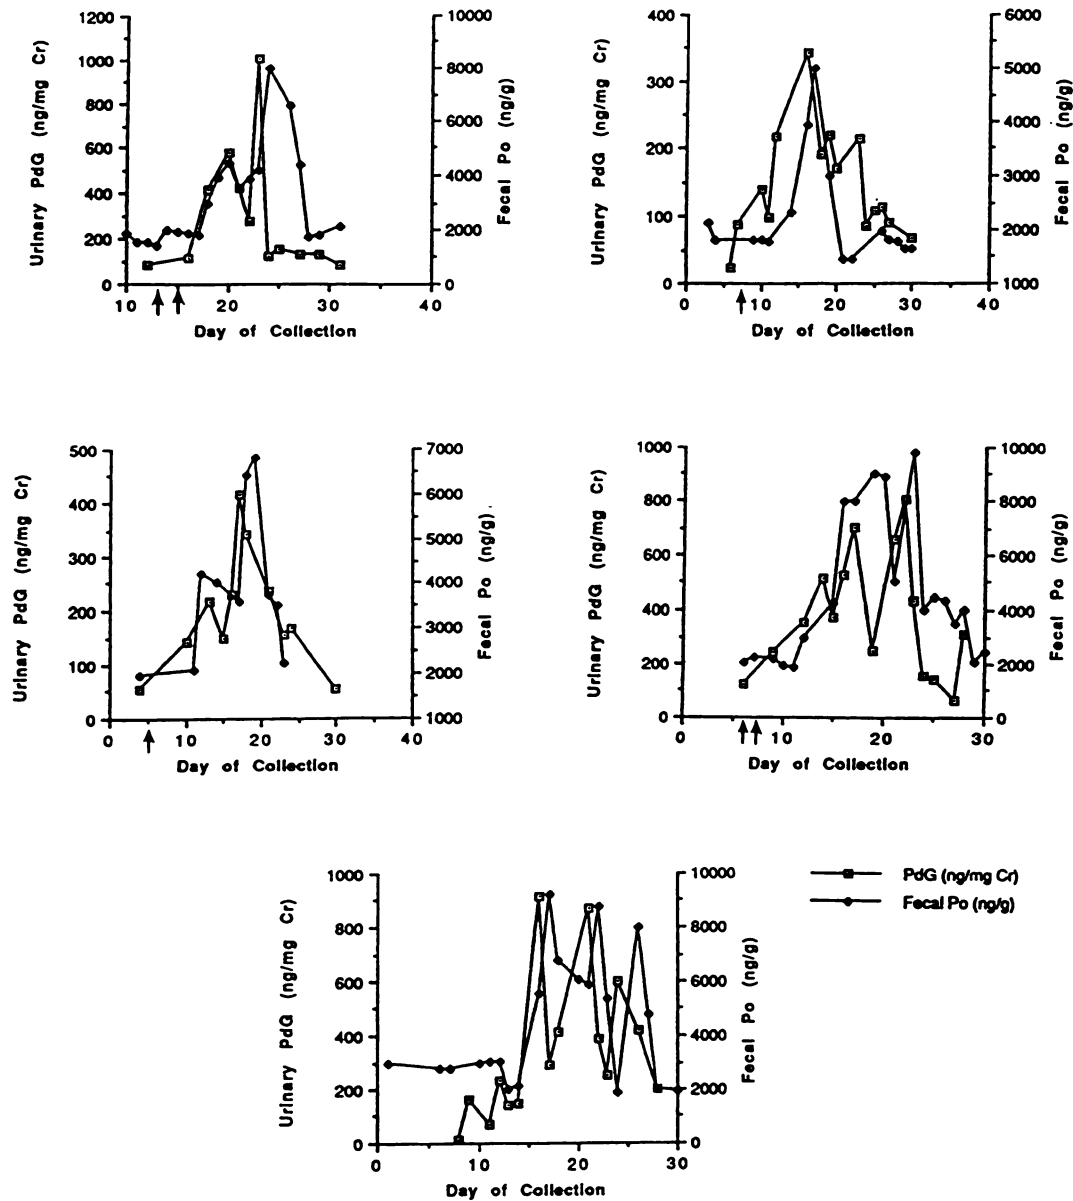 1200
1000
800
600
400
200
0
Urinary PdG (ng/mg Cr)
10000
8000
6000
4000
2000
0
Fecal Po (ng/g)
10 20 30 40
Day of Collection
400
300
200
100
0
Urinary PdG (ng/mg Cr)
6000
5000
4000
3000
2000
1000
Fecal Po (ng/g)
0 10 20 30 40
Day of Collection
500
400
300
200
100
0
Urinary PdG (ng/mg Cr)
7000
6000
5000
4000
3000
2000
1000
Fecal Po (ng/g)
0 10 20 30 40
Day of Collection
1000
800
600
400
200
0
Urinary PdG (ng/mg Cr)
10000
8000
6000
4000
2000
0
Fecal Po (ng/g)
0 10 20 30
Day of Collection
1000
800
600
400
200
0
Urinary PdG (ng/mg Cr)
10000
8000
6000
4000
2000
0
Fecal Po (ng/g)
0 10 20 30
Day of Collection
PdG (ng/mg Cr)
Fecal Po (ng/g)